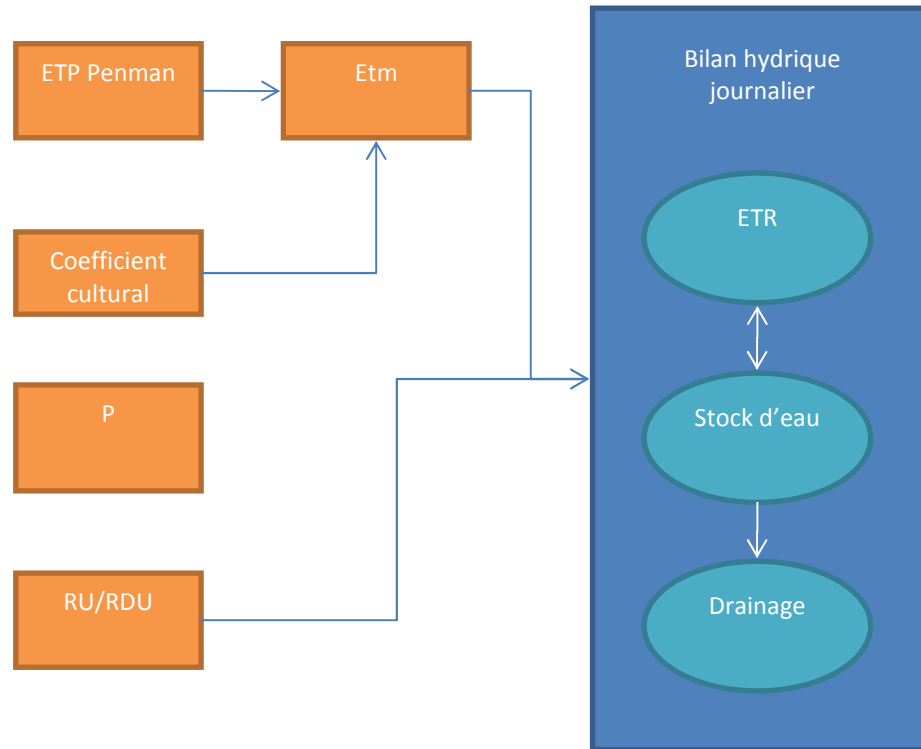 ETP Penman
Etm
Bilan hydrique
journalier
ETR
Coefficient
cultural
P
Stock d’eau
RU/RDU
Drainage